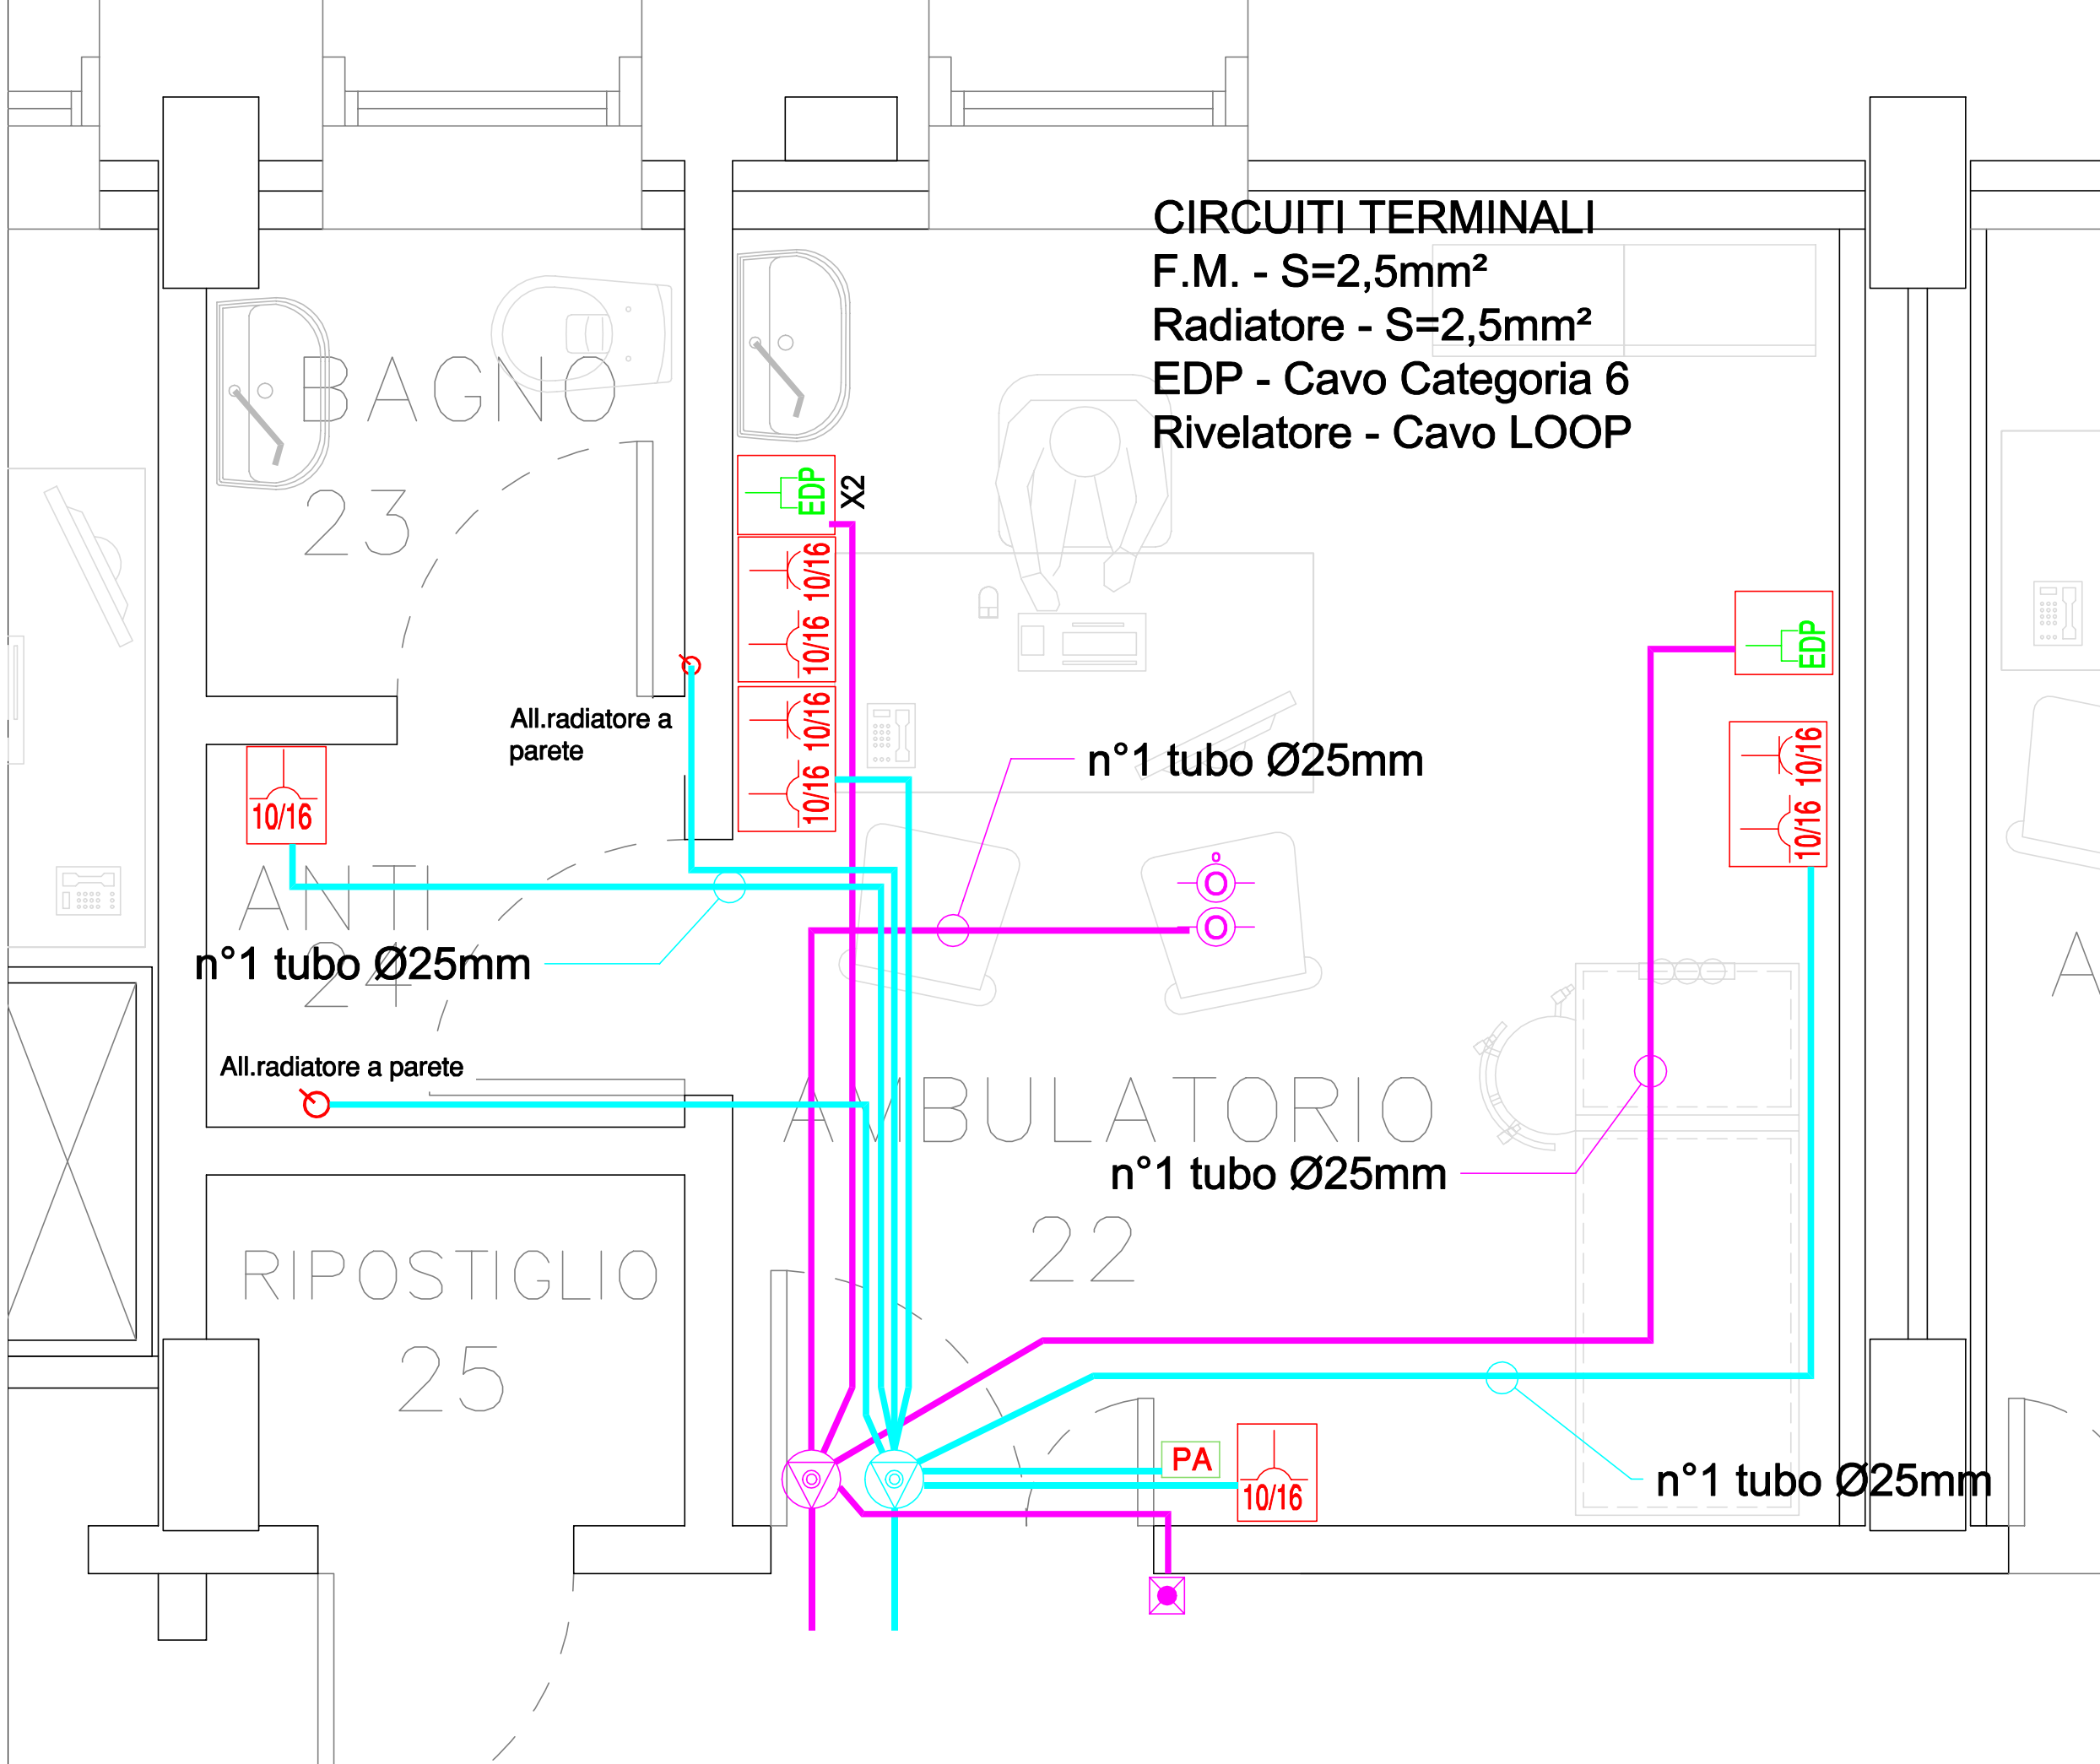 CIRCUITI TERMINALI
F.M. - S=2,5mm²
Radiatore - S=2,5mm²
EDP - Cavo Categoria 6
Rivelatore - Cavo LOOP
BAGNO
23
EDP
X2
10/16
10/16
10/16
10/16
EDP
10/16
10/16
All.radiatore a
parete
n°1 tubo Ø25mm
10/16
ANTI
24
n°1 tubo Ø25mm
O
O
O
A
All.radiatore a parete
AMBULATORIO
22
n°1 tubo Ø25mm
RIPOSTIGLIO
25
PA
10/16
n°1 tubo Ø25mm